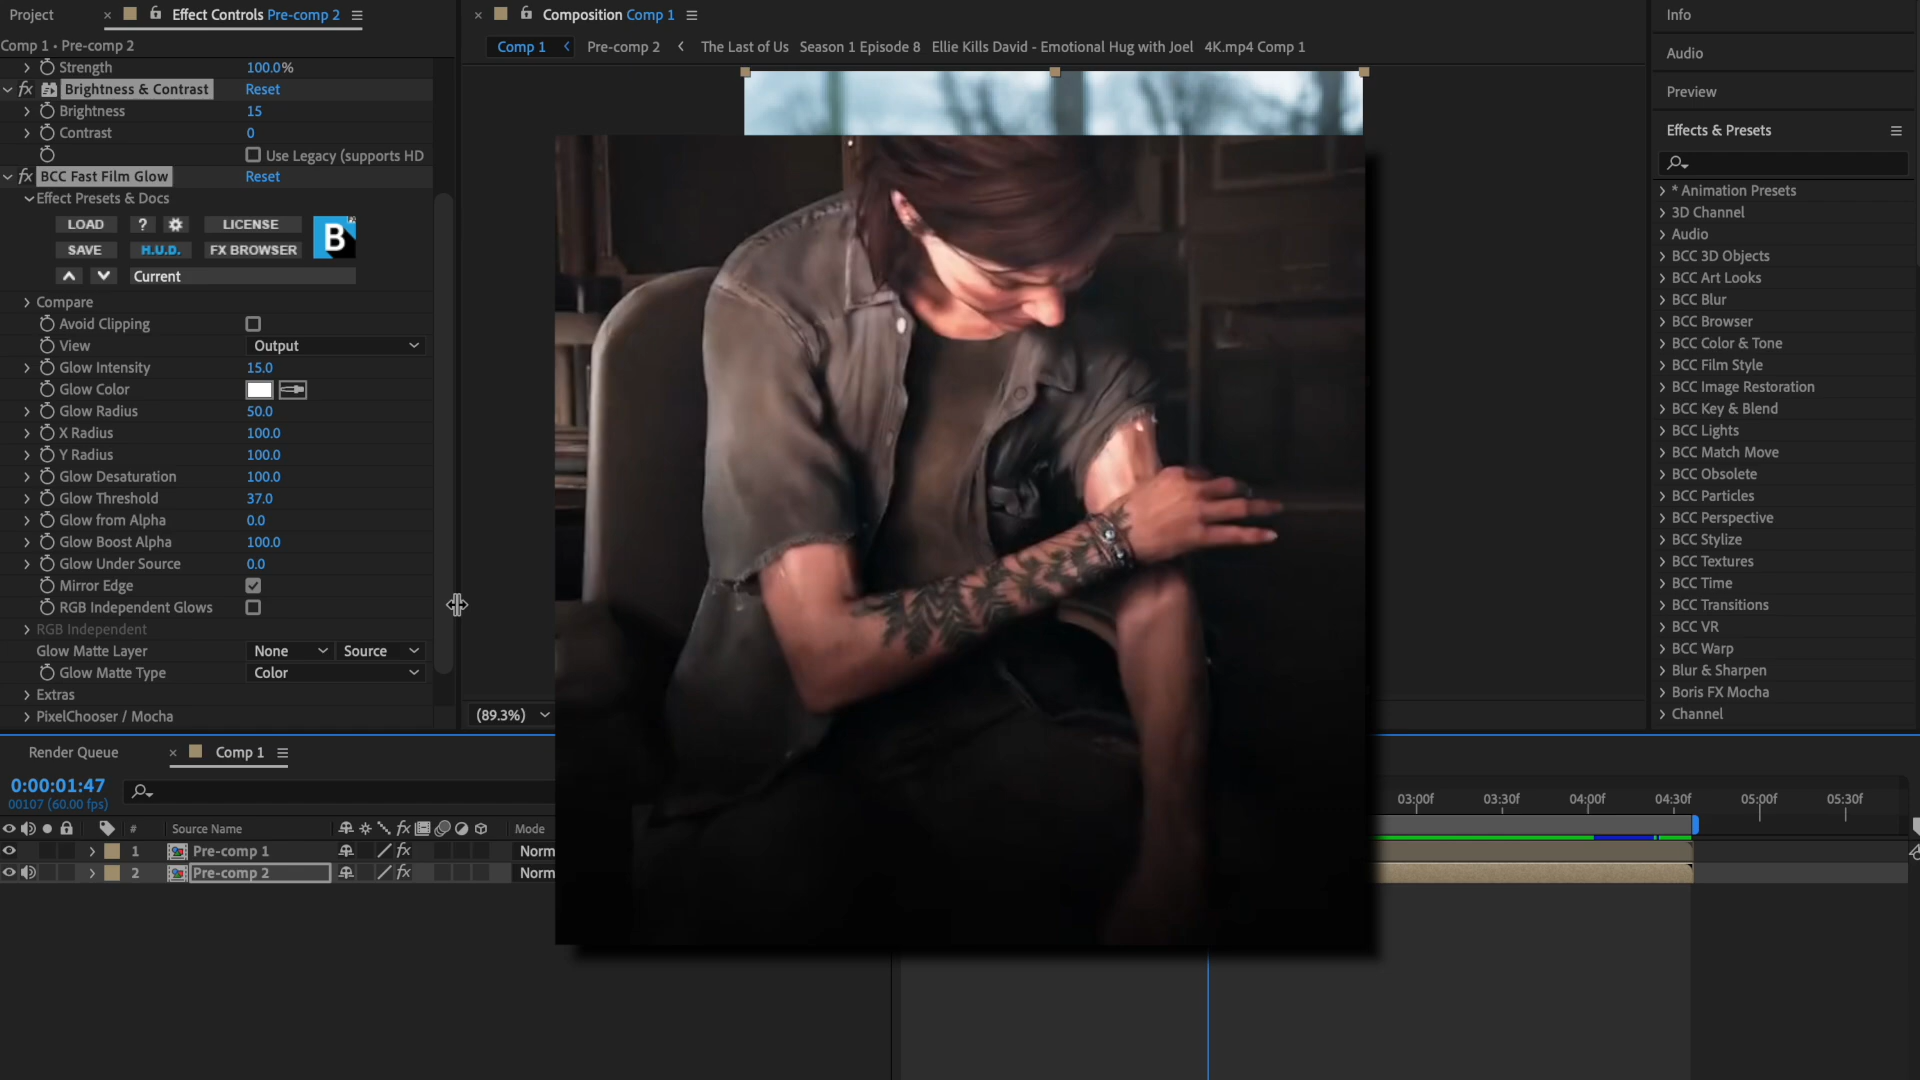 Project
Effect Controls Pre-comp 2
Comp 1 • Pre-comp 2
Strength 100.0%
fx Brightness & Contrast Reset
Brightness 15
Contrast 0
Use Legacy (supports HD
fx BCC Fast Film Glow Reset
Effect Presets & Docs
LOAD ? LICENSE
SAVE H.U.D. FX BROWSER
B
Current
Compare
Avoid Clipping
View Output
Glow Intensity 15.0
Glow Color
Glow Radius 50.0
X Radius 100.0
Y Radius 100.0
Glow Desaturation 100.0
Glow Threshold 37.0
Glow from Alpha 0.0
Glow Boost Alpha 100.0
Glow Under Source 0.0
Mirror Edge
RGB Independent Glows
RGB Independent
Glow Matte Layer None Source
Glow Matte Type Color
Extras
PixelChooser / Mocha
Composition Comp 1
Comp 1 Pre-comp 2 The Last of Us Season 1 Episode 8 Ellie Kills David - Emotional Hug with Joel 4K.mp4 Comp 1
(89.3%)
Info
Audio
Preview
Effects & Presets
* Animation Presets
3D Channel
Audio
BCC 3D Objects
BCC Art Looks
BCC Blur
BCC Browser
BCC Color & Tone
BCC Film Style
BCC Image Restoration
BCC Key & Blend
BCC Lights
BCC Match Move
BCC Obsolete
BCC Particles
BCC Perspective
BCC Stylize
BCC Textures
BCC Time
BCC Transitions
BCC VR
BCC Warp
Blur & Sharpen
Boris FX Mocha
Channel
Render Queue Comp 1
0:00:01:47
00107 (60.00 fps)
# Source Name fx Mode
1 Pre-comp 1 fx Norm
2 Pre-comp 2 fx Norm
03:00f 03:30f 04:00f 04:30f 05:00f 05:30f